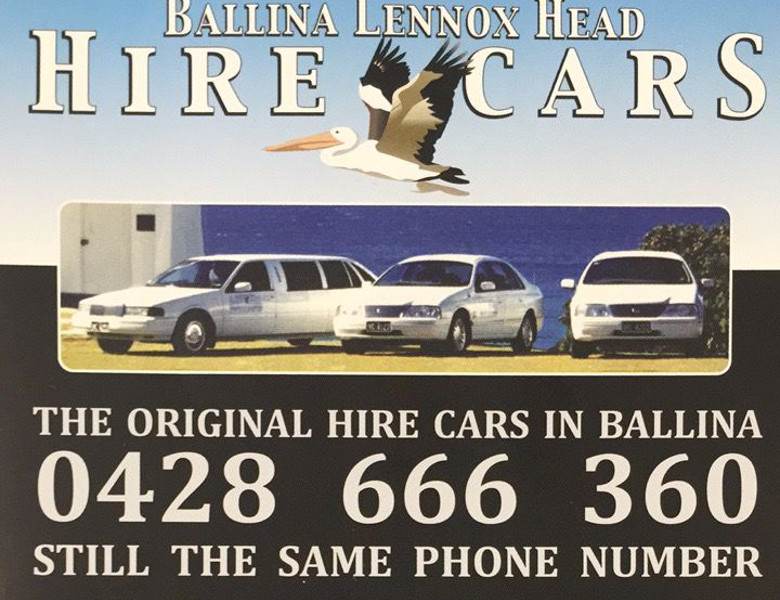 BALLINA LENNOX HEAD
HIRE CARS
THE ORIGINAL HIRE CARS IN BALLINA
0428 666 360
STILL THE SAME PHONE NUMBER